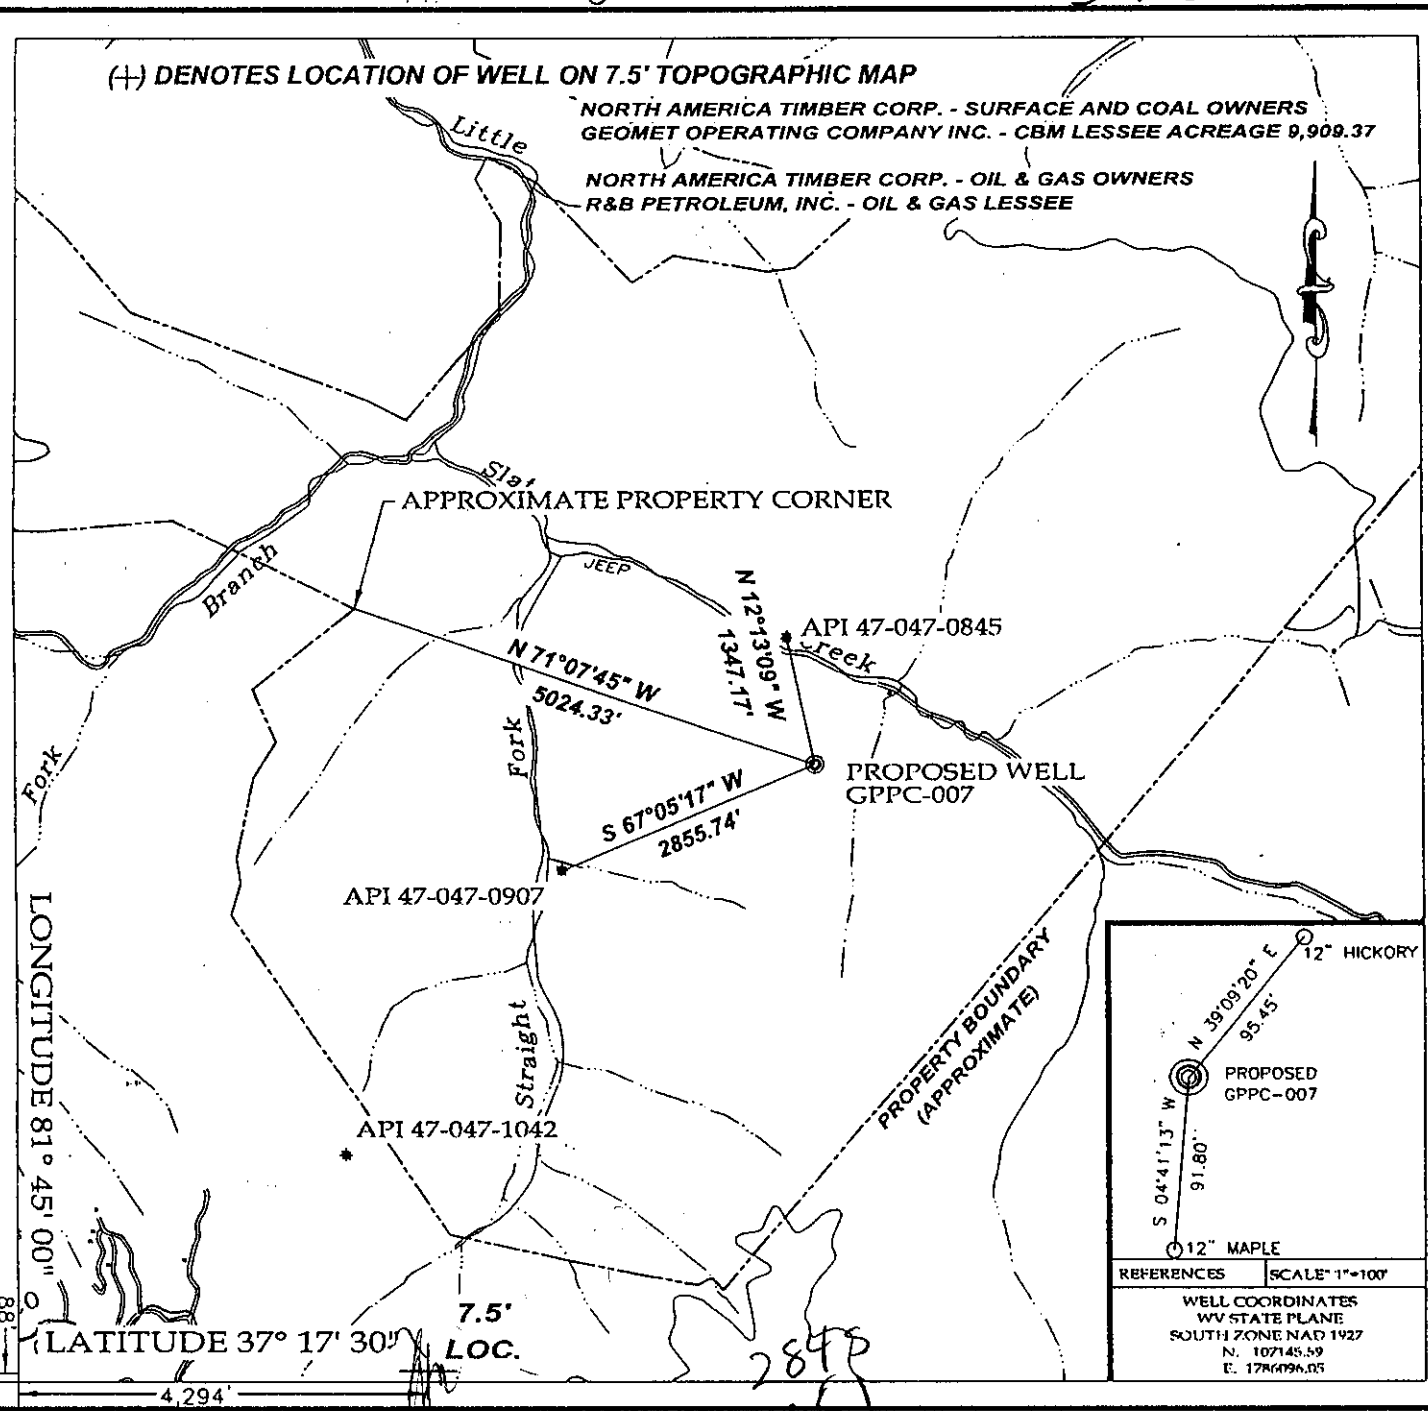 (+) DENOTES LOCATION OF WELL ON 7.5' TOPOGRAPHIC MAP
NORTH AMERICA TIMBER CORP. - SURFACE AND COAL OWNERS
GEOMET OPERATING COMPANY INC. - CBM LESSEE ACREAGE 9,909.37
NORTH AMERICA TIMBER CORP. - OIL & GAS OWNERS
R&B PETROLEUM, INC. - OIL & GAS LESSEE
Little
APPROXIMATE PROPERTY CORNER
JEEP
Branch
N 12°13'09" W
1347.17'
API 47-047-0845
Creek
N 71°07'45" W
5024.33'
Fork
Fork
PROPOSED WELL
GPPC-007
S 67°05'17" W
2855.74'
API 47-047-0907
LONGITUDE 81° 45' 00"
Straight
PROPERTY BOUNDARY
(APPROXIMATE)
API 47-047-1042
12" HICKORY
N 39°09'20" E
95.45'
PROPOSED
GPPC-007
S 04°41'13" W
91.80'
12" MAPLE
REFERENCES
SCALE" 1"=100'
WELL COORDINATES
WV STATE PLANE
SOUTH ZONE NAD 1927
N. 107145.59
E. 1786096.05
7.5'
LOC.
LATITUDE 37° 17' 30"
4,294'